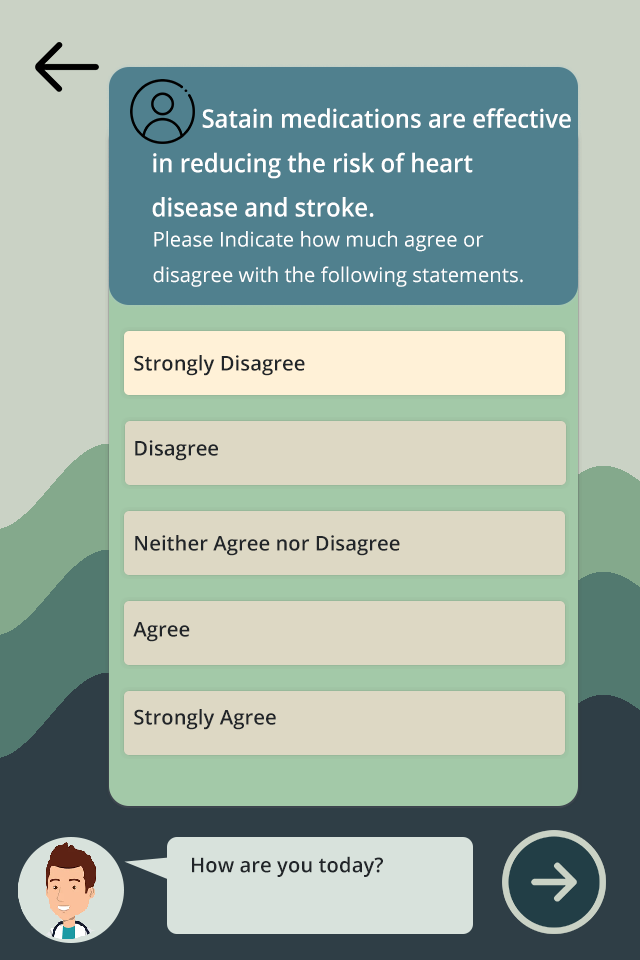 Satain medications are effective
in reducing the risk of heart
disease and stroke.
Please Indicate how much agree or
disagree with the following statements.
Strongly Disagree
Disagree
Neither Agree nor Disagree
Agree
Strongly Agree
How are you today?